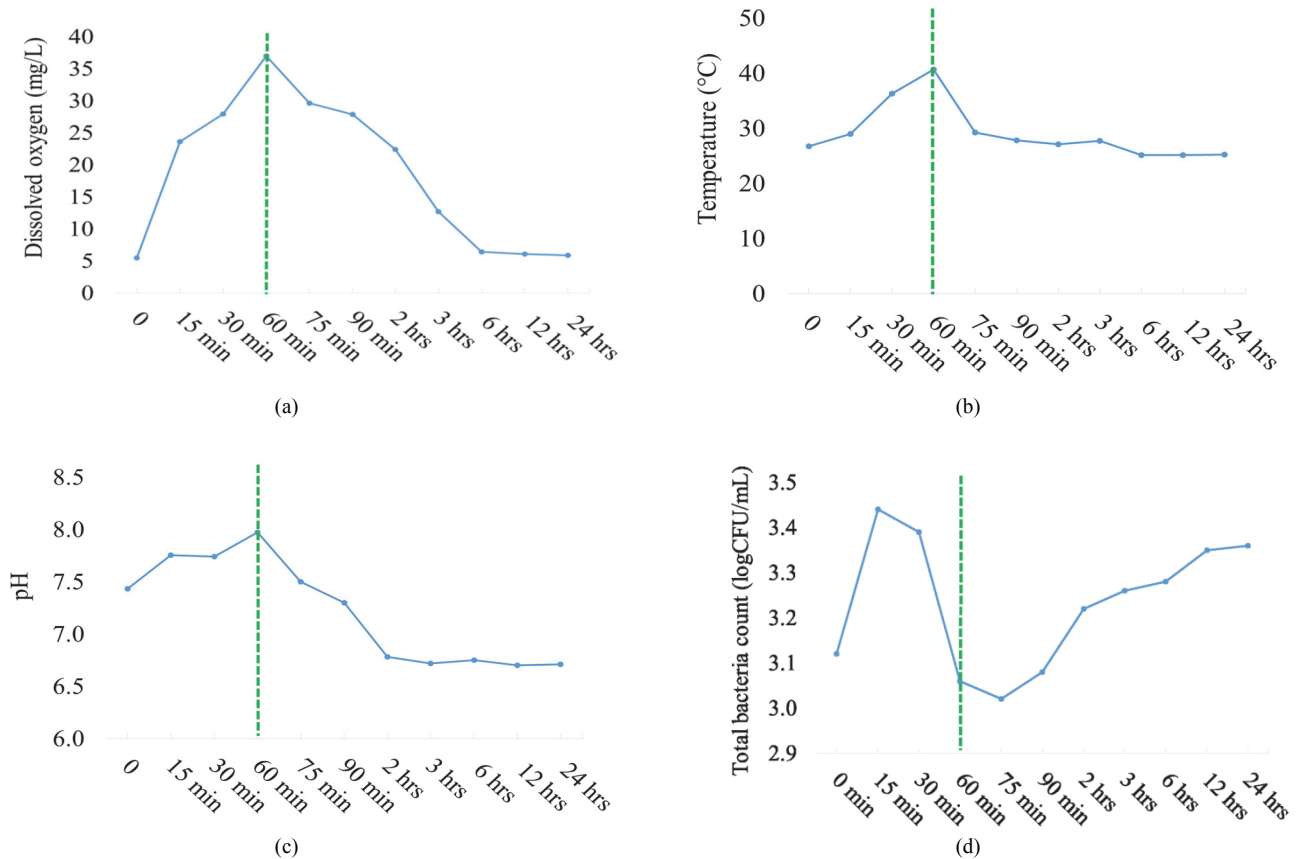 Dissolved oxygen (mg/L)
40
35
30
25
20
15
10
5
0
0
15 min
30 min
60 min
75 min
90 min
2 hrs
3 hrs
6 hrs
12 hrs
24 hrs
(a)
Temperature (°C)
50
40
30
20
10
0
0
15 min
30 min
60 min
75 min
90 min
2 hrs
3 hrs
6 hrs
12 hrs
24 hrs
(b)
pH
8.5
8.0
7.5
7.0
6.5
6.0
0
15 min
30 min
60 min
75 min
90 min
2 hrs
3 hrs
6 hrs
12 hrs
24 hrs
(c)
Total bacteria count (logCFU/mL)
3.5
3.4
3.3
3.2
3.1
3.0
2.9
0 min
15 min
30 min
60 min
75 min
90 min
2 hrs
3 hrs
6 hrs
12 hrs
24 hrs
(d)